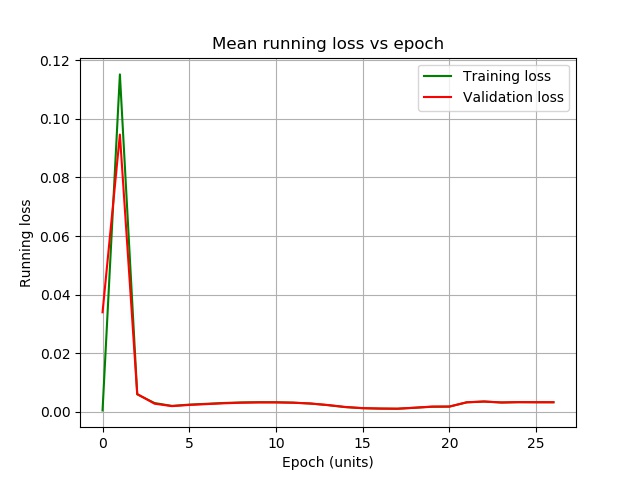 Mean running loss vs epoch
Training loss
Validation loss
0.12
0.10
0.08
0.06
0.04
0.02
0.00
Running loss
0 5 10 15 20 25
Epoch (units)